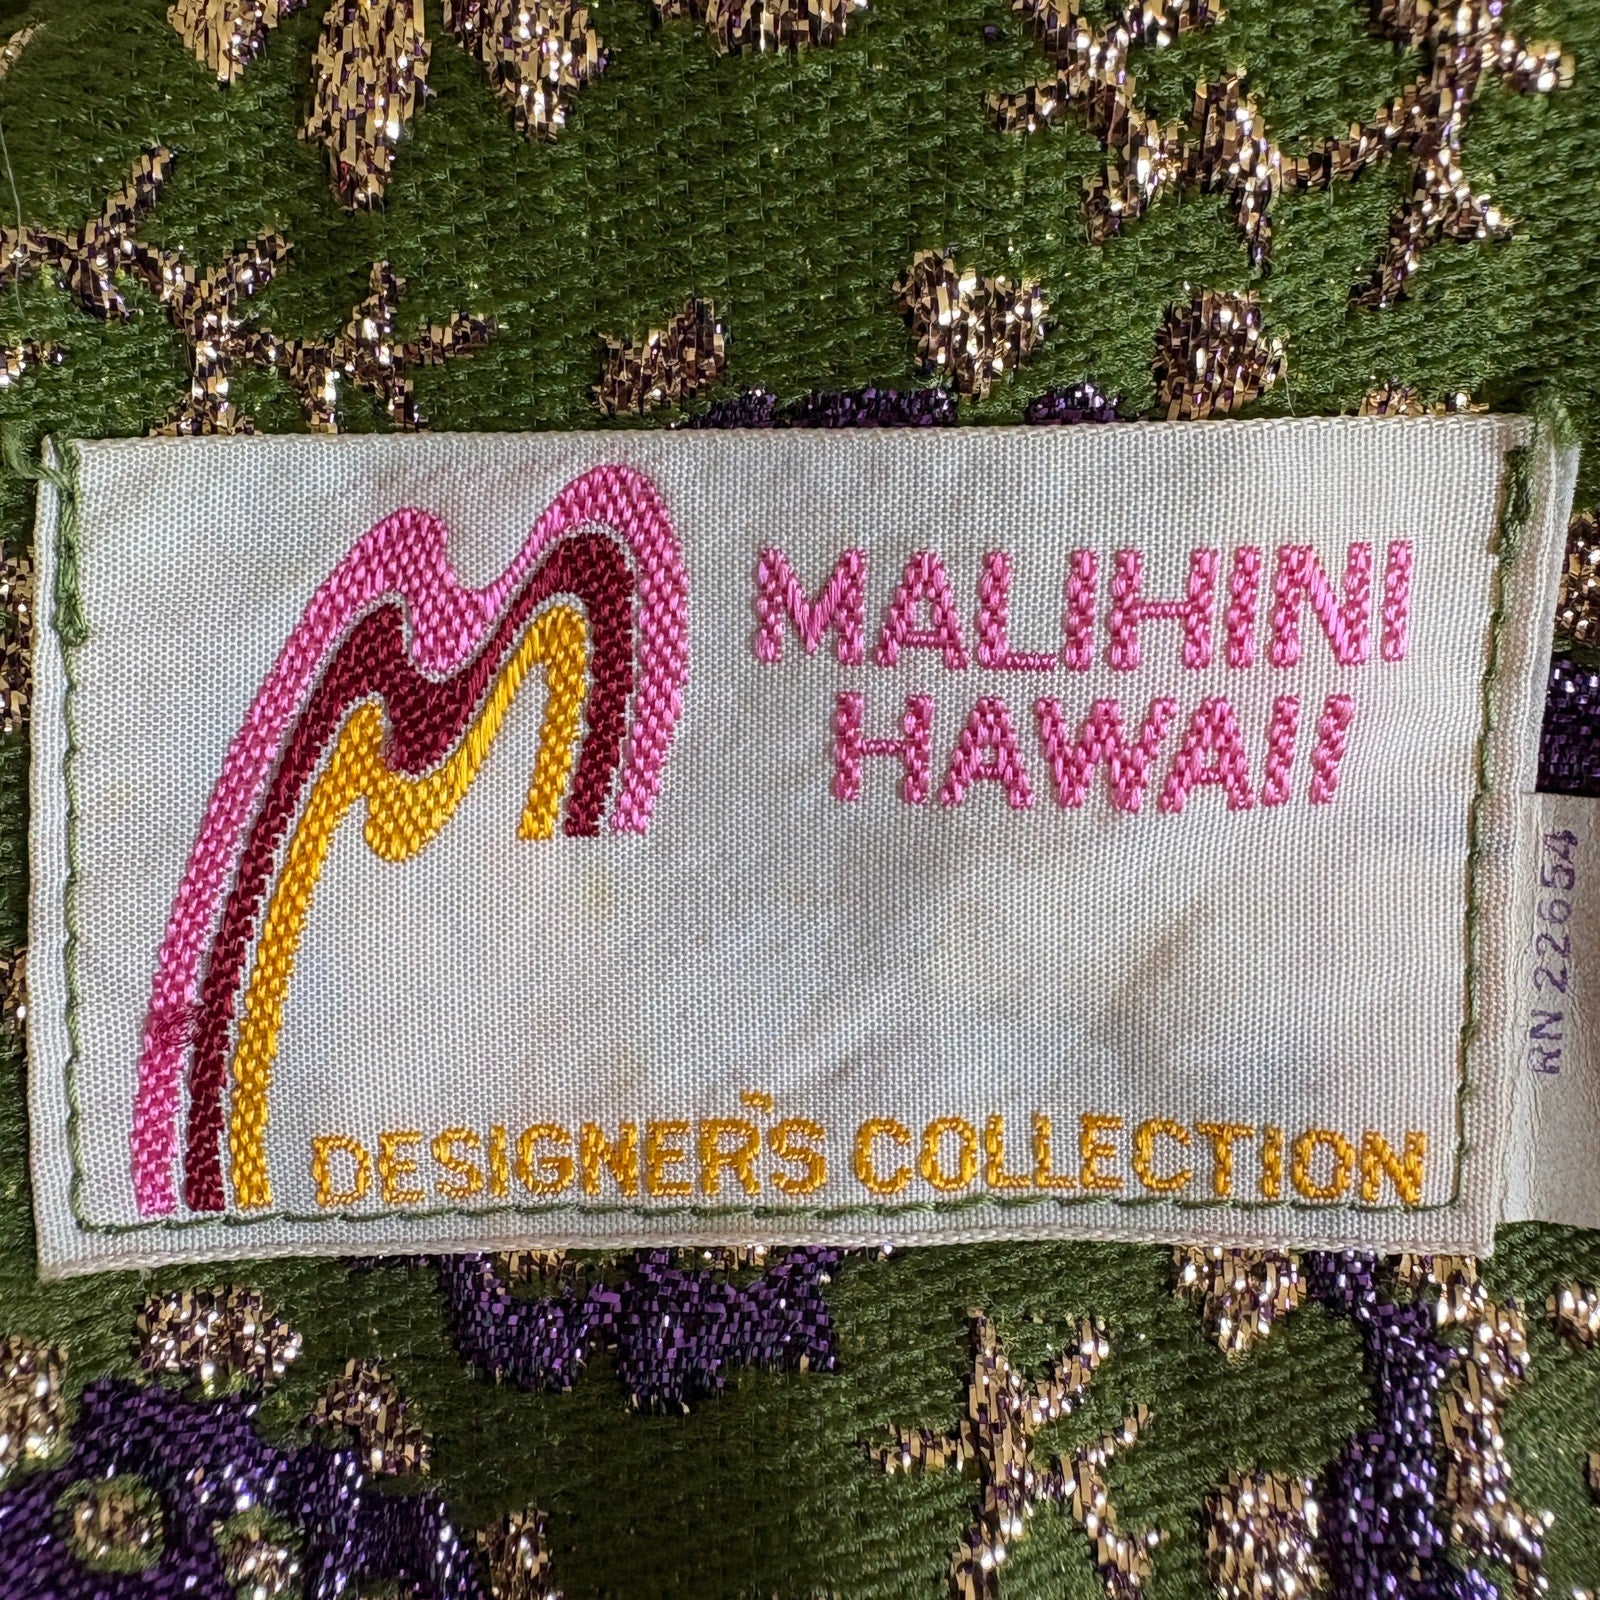 MALIHINI
HAWAII
DESIGNER'S COLLECTION
RN 22654